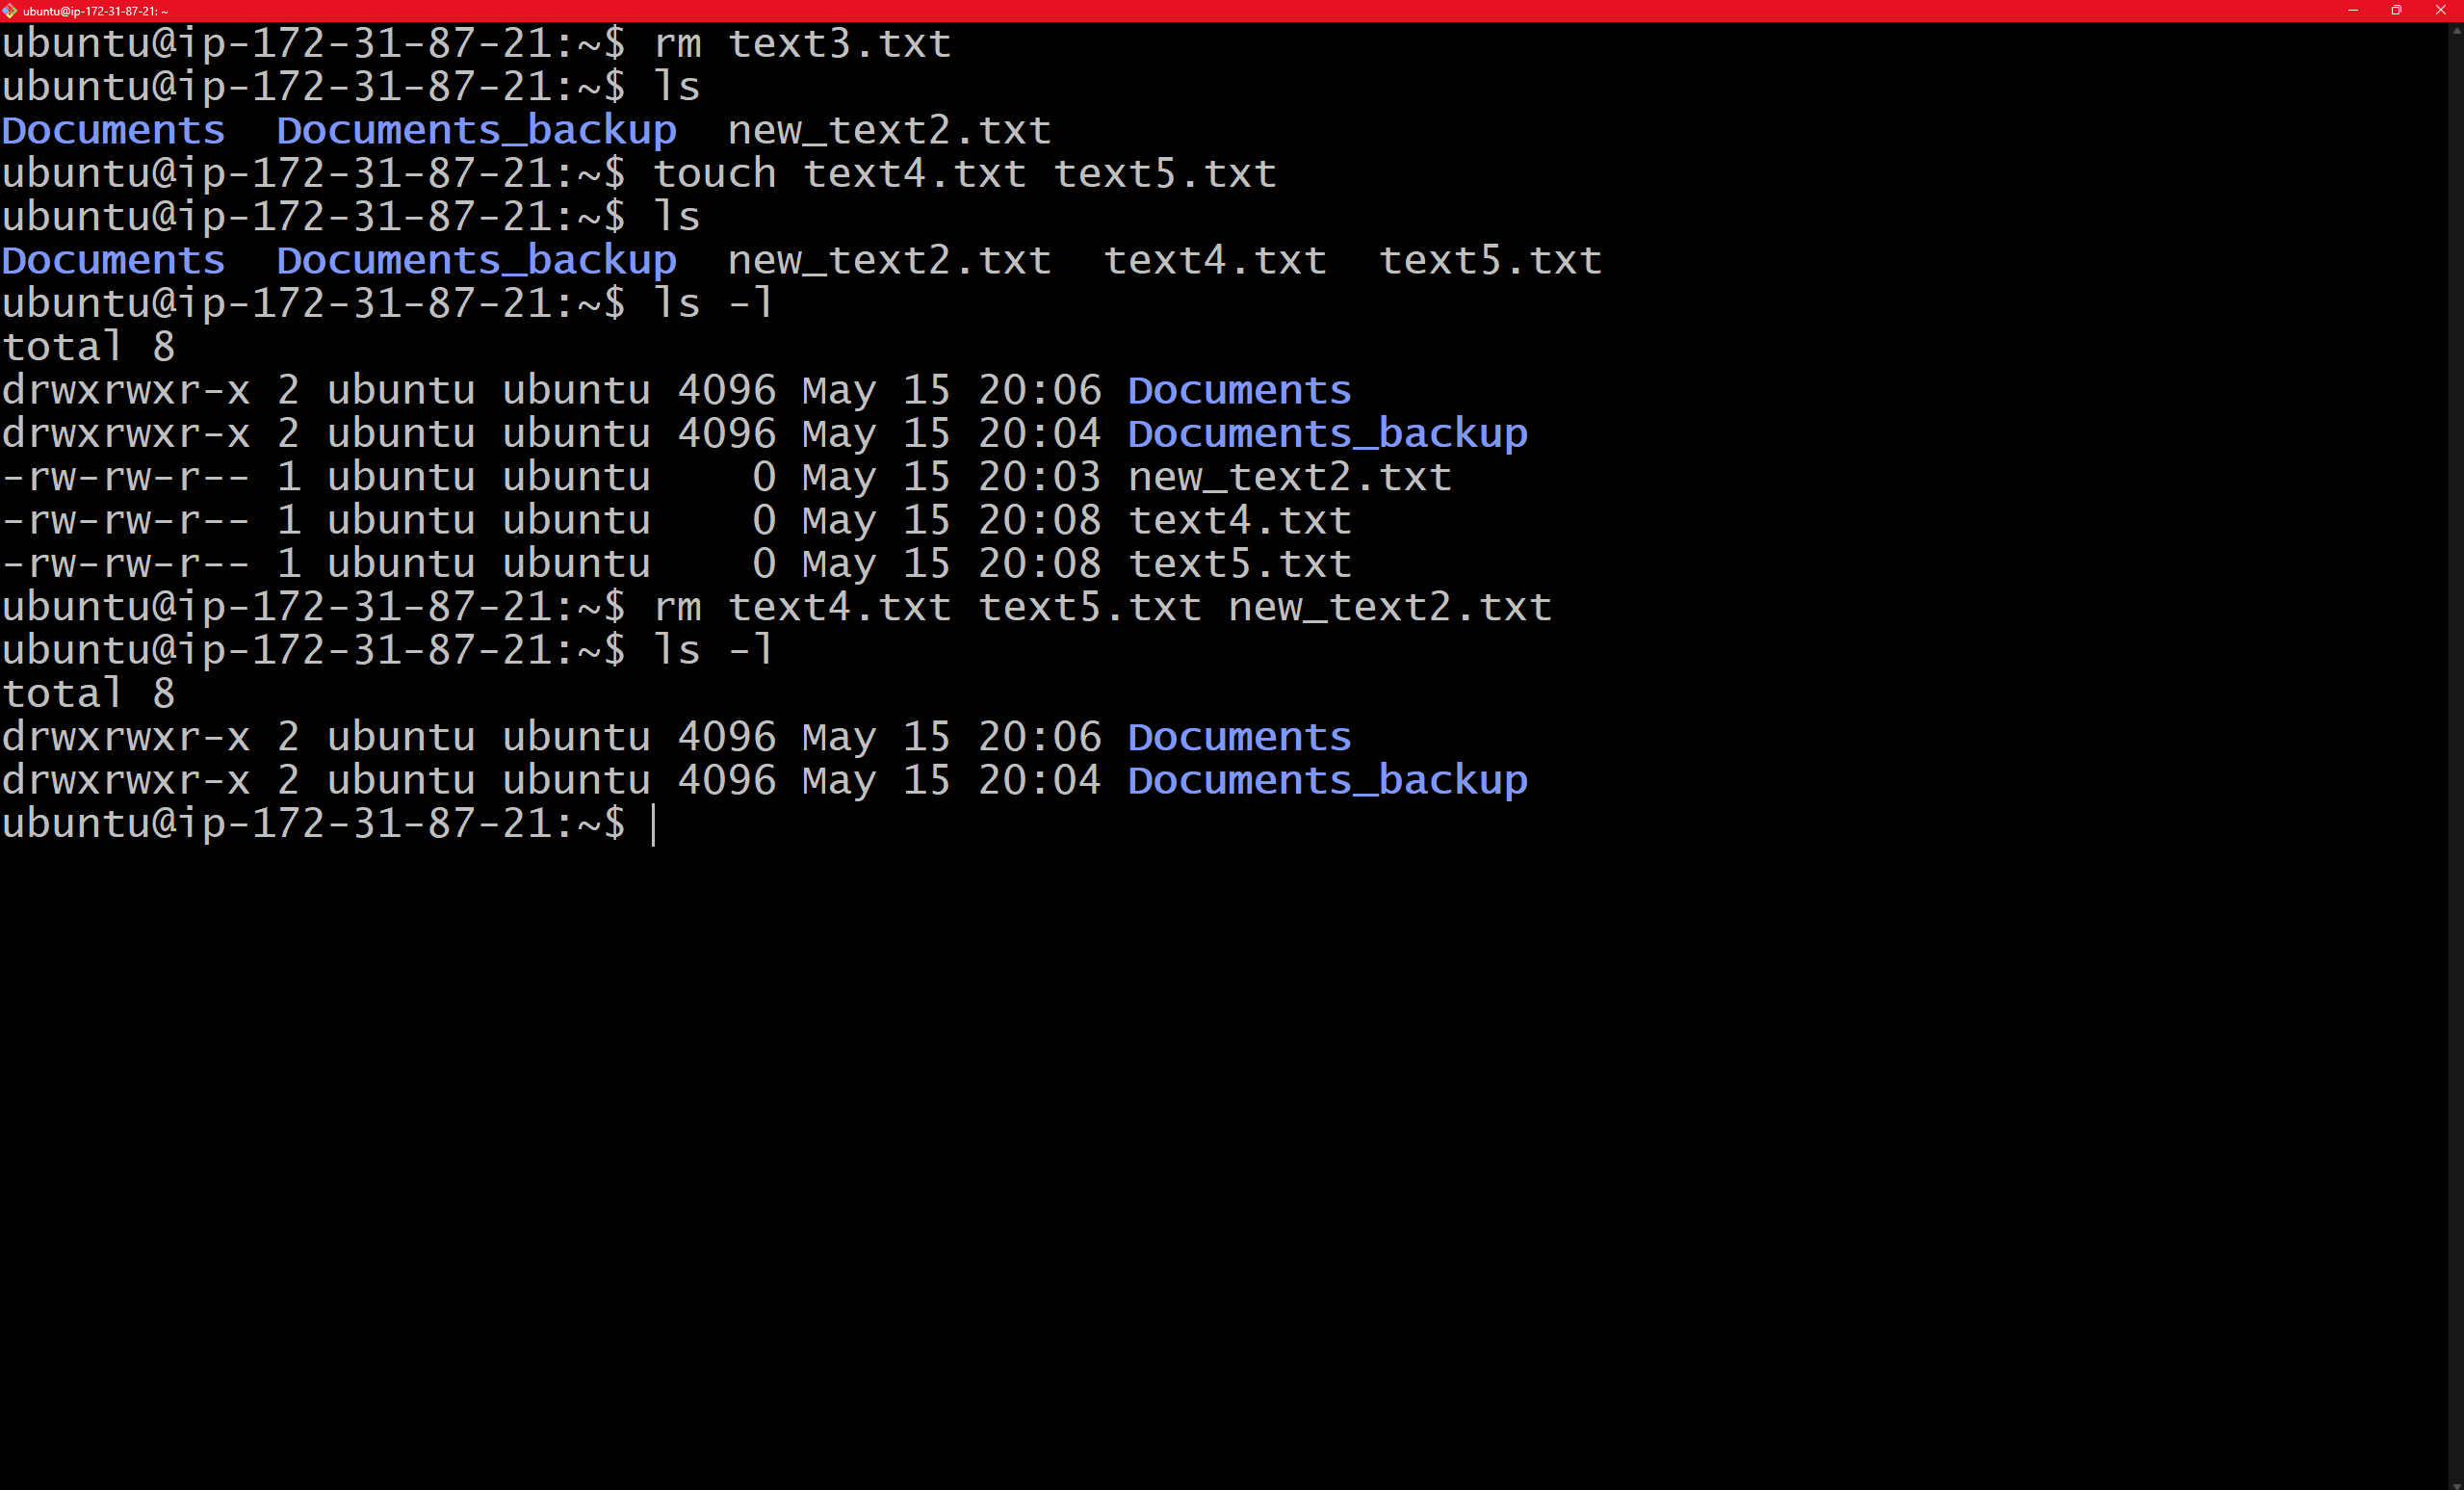 ubuntu@ip-172-31-87-21: ~
ubuntu@ip-172-31-87-21:~$ rm text3.txt
ubuntu@ip-172-31-87-21:~$ ls
Documents  Documents_backup  new_text2.txt
ubuntu@ip-172-31-87-21:~$ touch text4.txt text5.txt
ubuntu@ip-172-31-87-21:~$ ls
Documents  Documents_backup  new_text2.txt  text4.txt  text5.txt
ubuntu@ip-172-31-87-21:~$ ls -l
total 8
drwxrwxr-x 2 ubuntu ubuntu 4096 May 15 20:06 Documents
drwxrwxr-x 2 ubuntu ubuntu 4096 May 15 20:04 Documents_backup
-rw-rw-r-- 1 ubuntu ubuntu    0 May 15 20:03 new_text2.txt
-rw-rw-r-- 1 ubuntu ubuntu    0 May 15 20:08 text4.txt
-rw-rw-r-- 1 ubuntu ubuntu    0 May 15 20:08 text5.txt
ubuntu@ip-172-31-87-21:~$ rm text4.txt text5.txt new_text2.txt
ubuntu@ip-172-31-87-21:~$ ls -l
total 8
drwxrwxr-x 2 ubuntu ubuntu 4096 May 15 20:06 Documents
drwxrwxr-x 2 ubuntu ubuntu 4096 May 15 20:04 Documents_backup
ubuntu@ip-172-31-87-21:~$